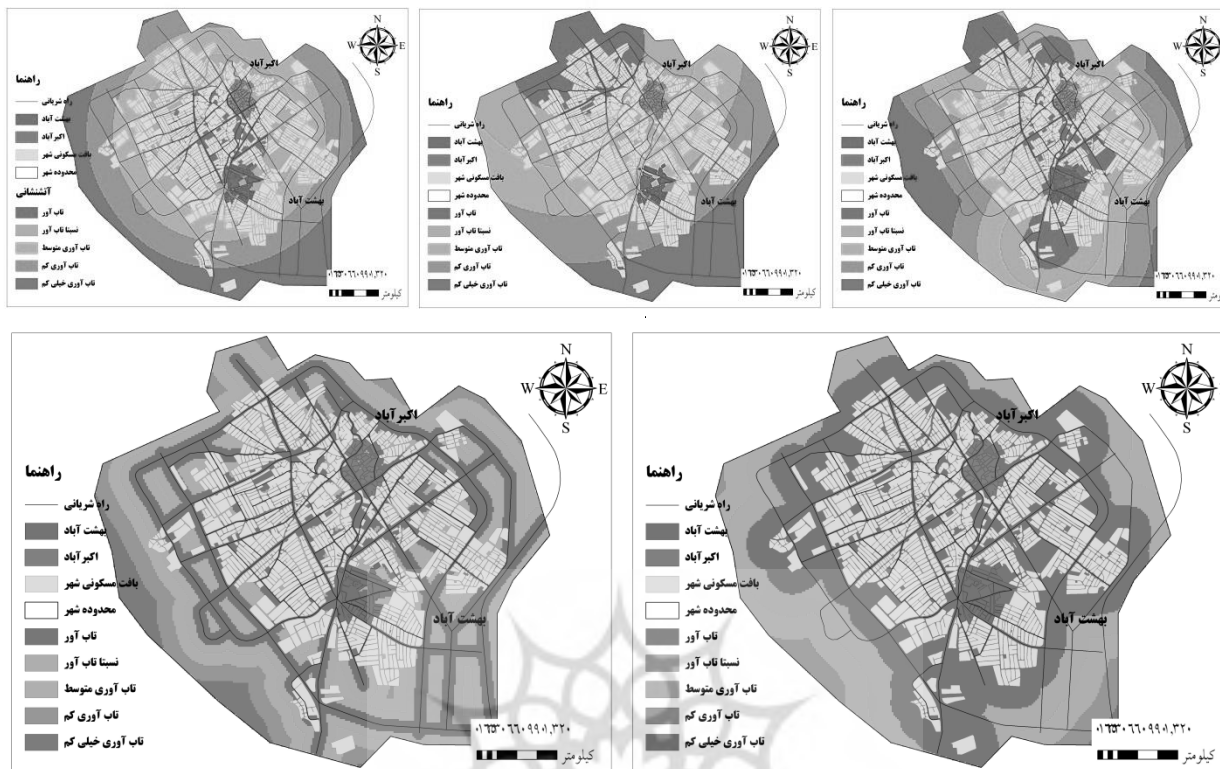 N
W E
S
اکبرآباد
راهنما
راه شریانی
بهشت آباد
اکبرآباد
بافت مسکونی شهر
محدوده شهر
آتشنشانی
تاب آور
نسبتا تاب آور
تاب آوری متوسط
تاب آوری کم
تاب آوری خیلی کم
بهشت آباد
کیلومتر
N
W E
S
اکبرآباد
راهنما
راه شریانی
بهشت آباد
اکبرآباد
بافت مسکونی شهر
محدوده شهر
تاب آور
نسبتا تاب آور
تاب آوری متوسط
تاب آوری کم
تاب آوری خیلی کم
بهشت آباد
کیلومتر
N
W E
S
اکبرآباد
راهنما
راه شریانی
بهشت آباد
اکبرآباد
بافت مسکونی شهر
محدوده شهر
تاب آور
نسبتا تاب آور
تاب آوری متوسط
تاب آوری کم
تاب آوری خیلی کم
بهشت آباد
کیلومتر
N
W E
S
اکبرآباد
راهنما
راه شریانی
بهشت آباد
اکبرآباد
بافت مسکونی شهر
محدوده شهر
تاب آور
نسبتا تاب آور
تاب آوری متوسط
تاب آوری کم
تاب آوری خیلی کم
بهشت آباد
کیلومتر
N
W E
S
اکبرآباد
راهنما
راه شریانی
بهشت آباد
اکبرآباد
بافت مسکونی شهر
محدوده شهر
تاب آور
نسبتا تاب آور
تاب آوری متوسط
تاب آوری کم
تاب آوری خیلی کم
بهشت آباد
کیلومتر